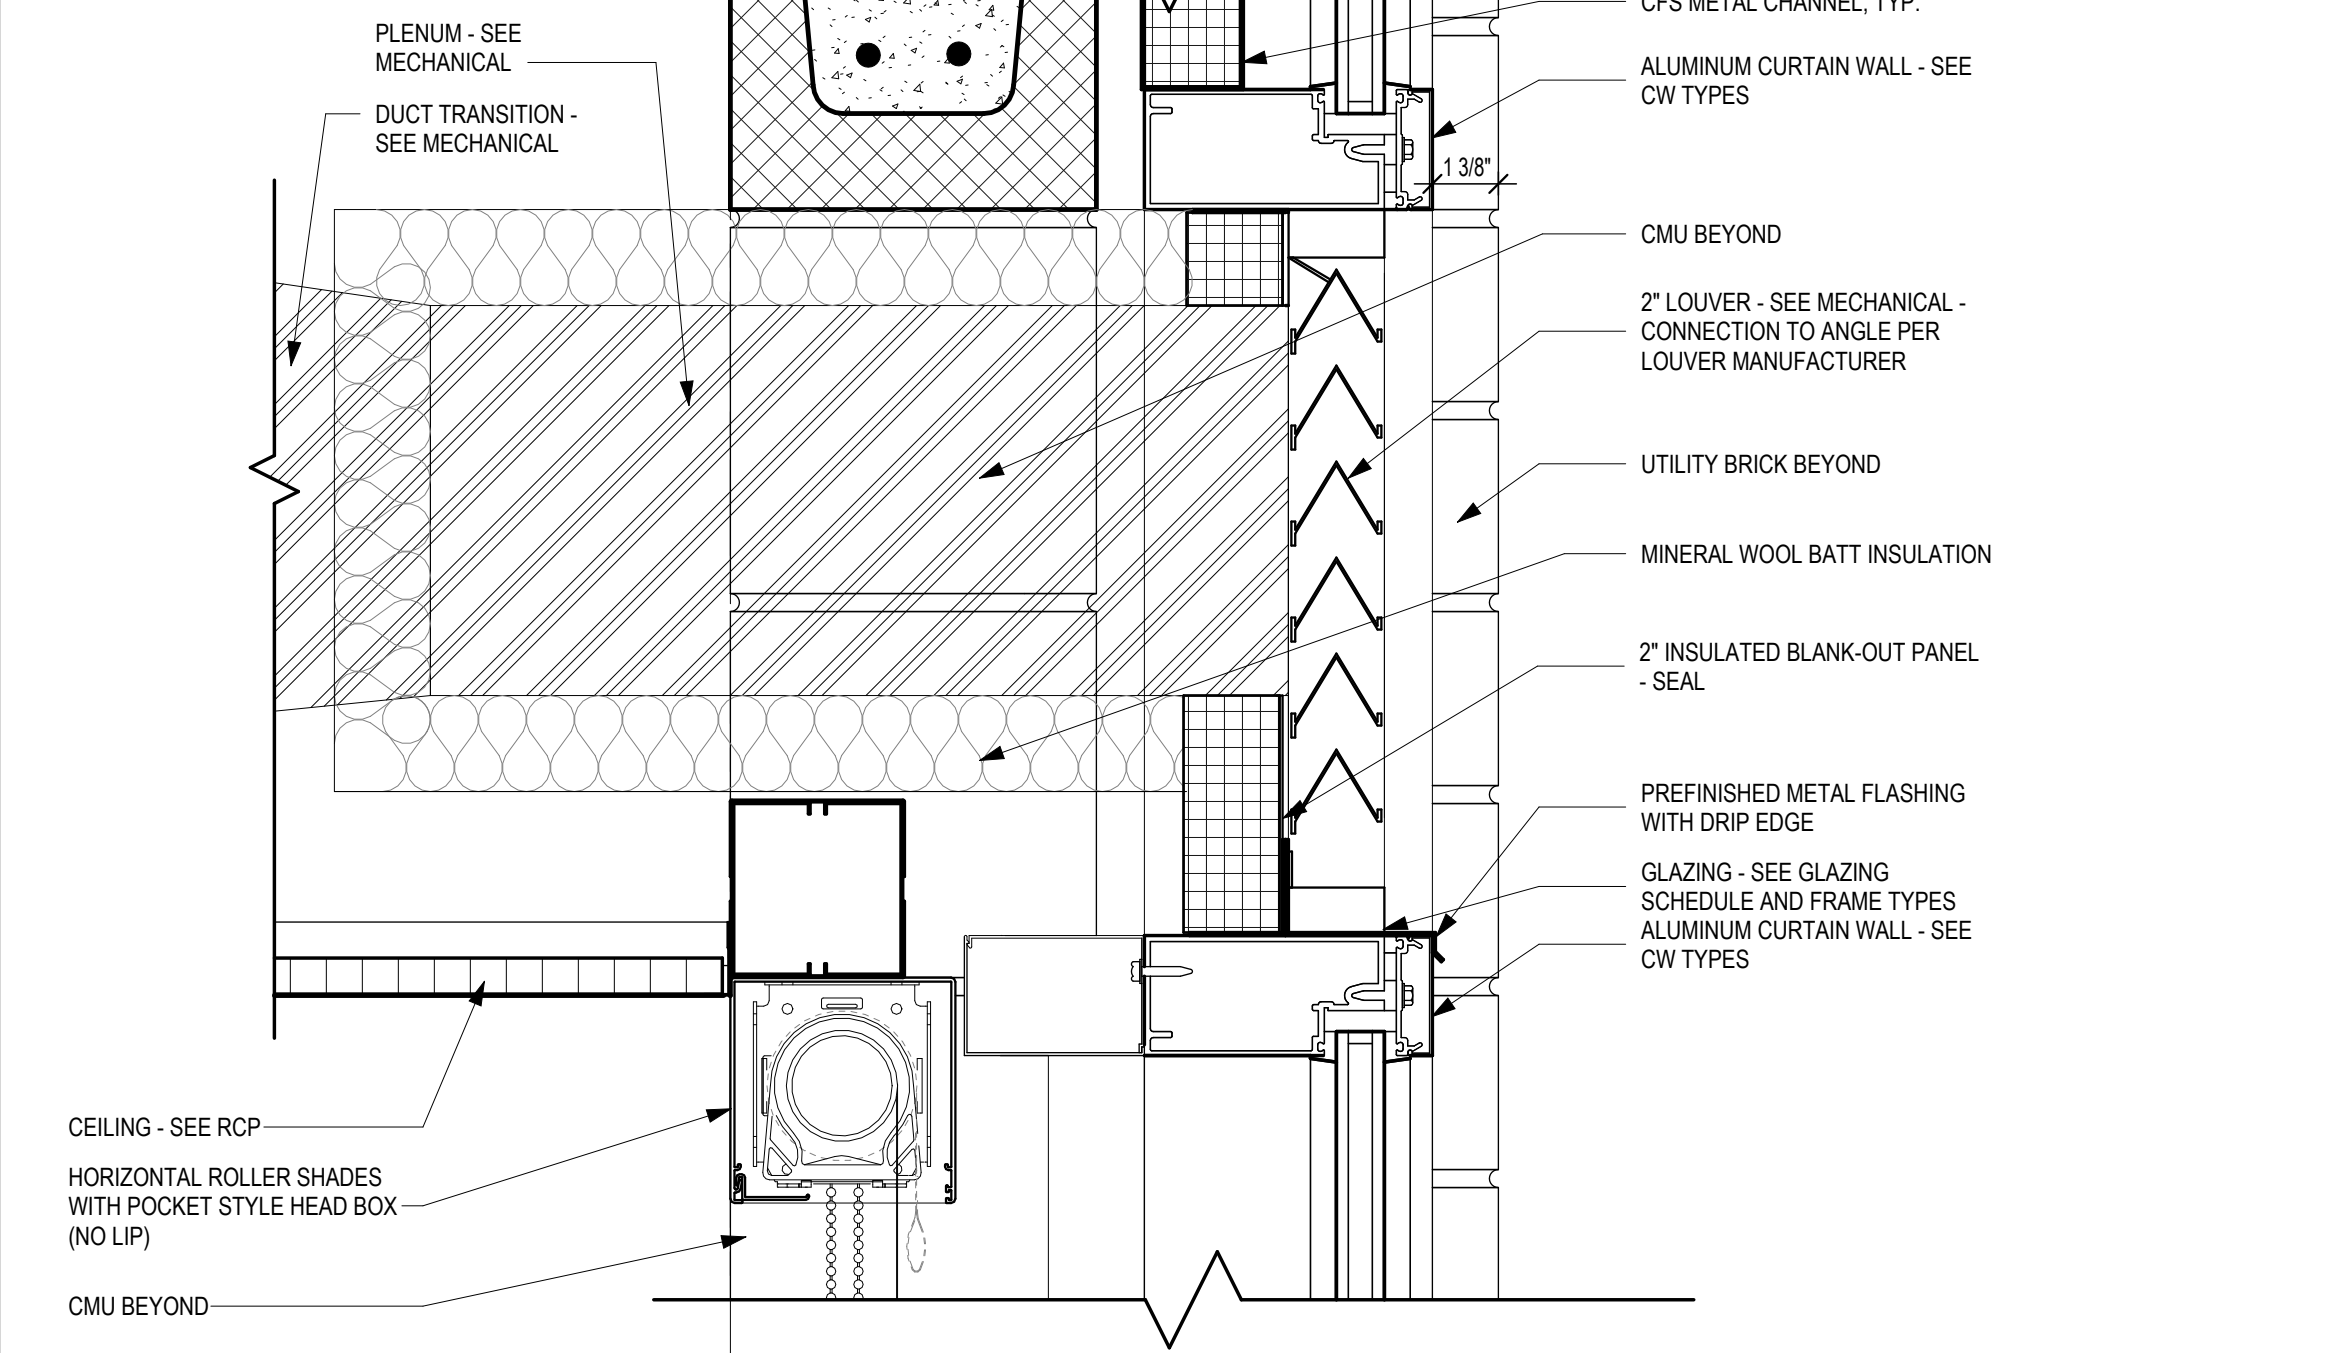 PLENUM - SEE
MECHANICAL
DUCT TRANSITION -
SEE MECHANICAL
CFS METAL CHANNEL, TYP.
ALUMINUM CURTAIN WALL - SEE
CW TYPES
1 3/8"
CMU BEYOND
2" LOUVER - SEE MECHANICAL -
CONNECTION TO ANGLE PER
LOUVER MANUFACTURER
UTILITY BRICK BEYOND
MINERAL WOOL BATT INSULATION
2" INSULATED BLANK-OUT PANEL
- SEAL
PREFINISHED METAL FLASHING
WITH DRIP EDGE
GLAZING - SEE GLAZING
SCHEDULE AND FRAME TYPES
ALUMINUM CURTAIN WALL - SEE
CW TYPES
CEILING - SEE RCP
HORIZONTAL ROLLER SHADES
WITH POCKET STYLE HEAD BOX
(NO LIP)
CMU BEYOND